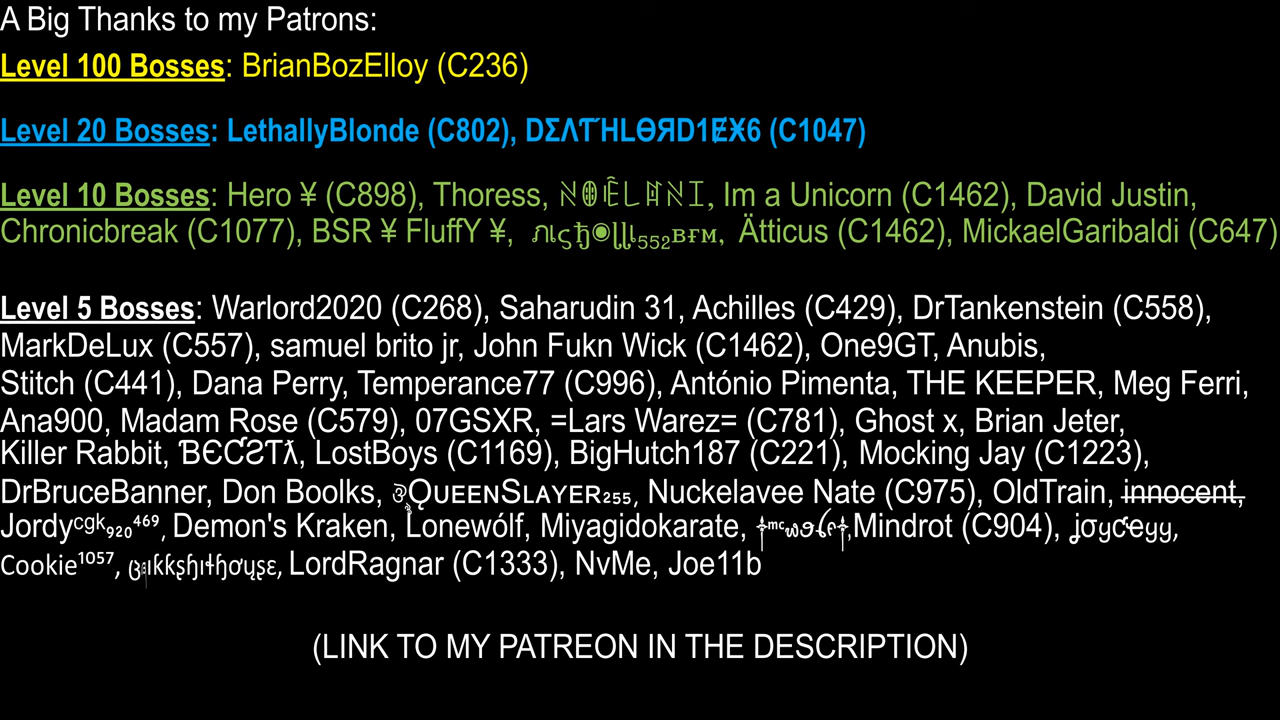 A Big Thanks to my Patrons:
Level 100 Bosses: BrianBozElloy (C236)
Level 20 Bosses: LethallyBlonde (C802), DΣΛƬΉLӨЯD1ɆӾ6 (C1047)
Level 10 Bosses: Hero ¥ (C898), Thoress, Im a Unicorn (C1462), David Justin,
Chronicbreak (C1077), BSR ¥ FluffY ¥, Ätticus (C1462), MickaelGaribaldi (C647)
Level 5 Bosses: Warlord2020 (C268), Saharudin 31, Achilles (C429), DrTankenstein (C558),
MarkDeLux (C557), samuel brito jr, John Fukn Wick (C1462), One9GT, Anubis,
Stitch (C441), Dana Perry, Temperance77 (C996), António Pimenta, THE KEEPER, Meg Ferri,
Ana900, Madam Rose (C579), 07GSXR, =Lars Warez= (C781), Ghost x, Brian Jeter,
Killer Rabbit, ƁЄƇƧƬƛ, LostBoys (C1169), BigHutch187 (C221), Mocking Jay (C1223),
DrBruceBanner, Don Boolks, QᴜᴇᴇɴSʟᴀʏᴇʀ₂₅₅, Nuckelavee Nate (C975), OldTrain, i̶n̶n̶o̶c̶e̶n̶t̶,
Jordyᶜᵍᵏ₉₂₀⁴⁶⁹, Demon's Kraken, Lonewólf, Miyagidokarate, Mindrot (C904), ʝσყƈҽყყ,
Cookie¹⁰⁵⁷, LordRagnar (C1333), NvMe, Joe11b
(LINK TO MY PATREON IN THE DESCRIPTION)